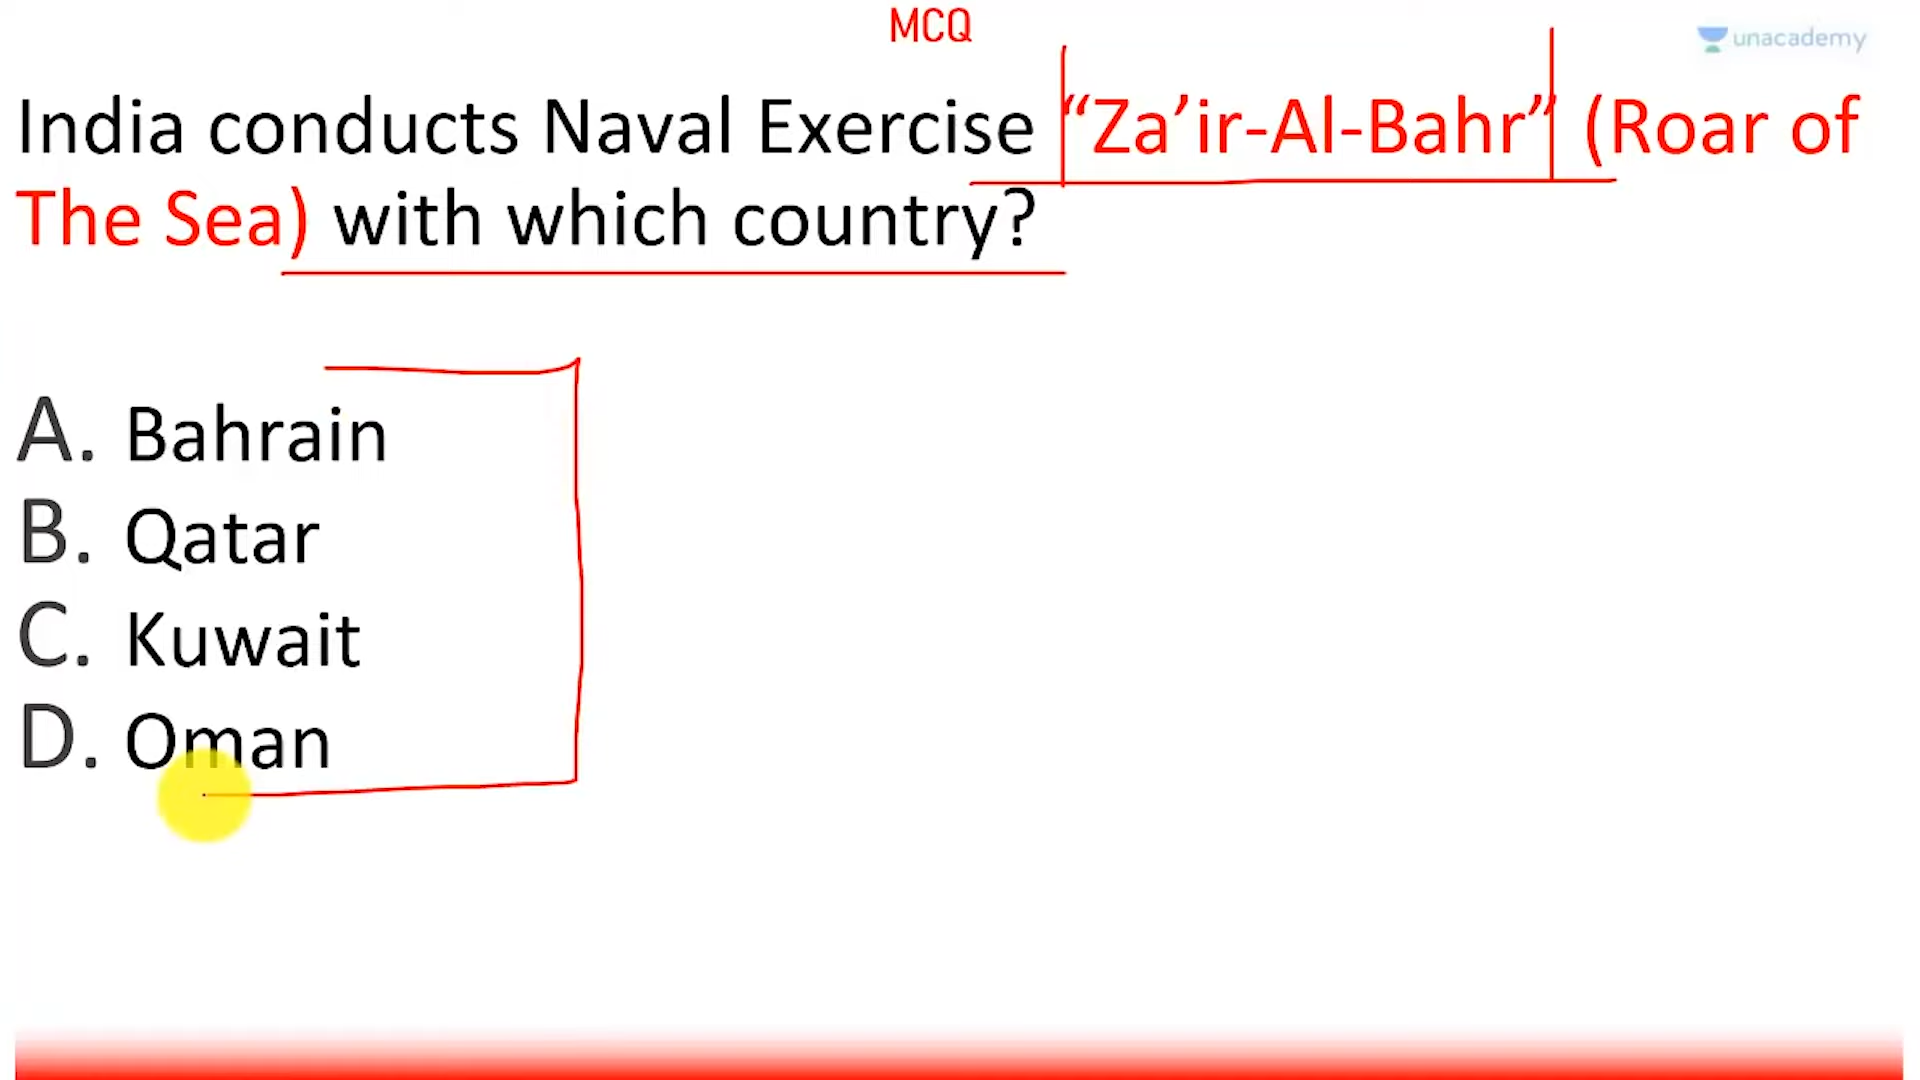 MCQ
unacademy
India conducts Naval Exercise “Za’ir-Al-Bahr” (Roar of
The Sea) with which country?
A. Bahrain
B. Qatar
C. Kuwait
D. Oman